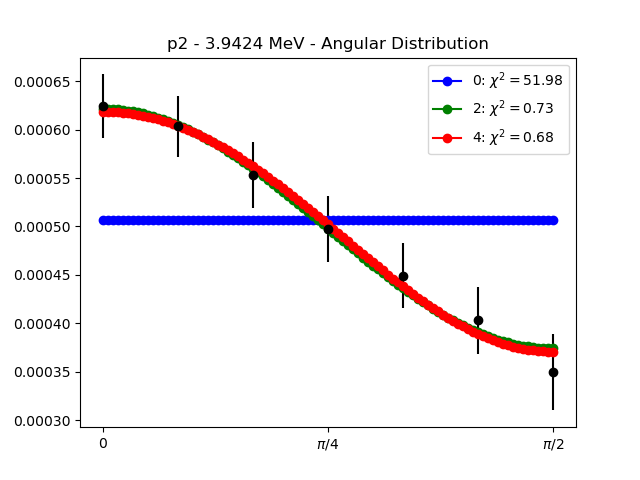 p2 - 3.9424 MeV - Angular Distribution
0: χ² = 51.98
2: χ² = 0.73
4: χ² = 0.68
0.00065
0.00060
0.00055
0.00050
0.00045
0.00040
0.00035
0.00030
0 π/4 π/2